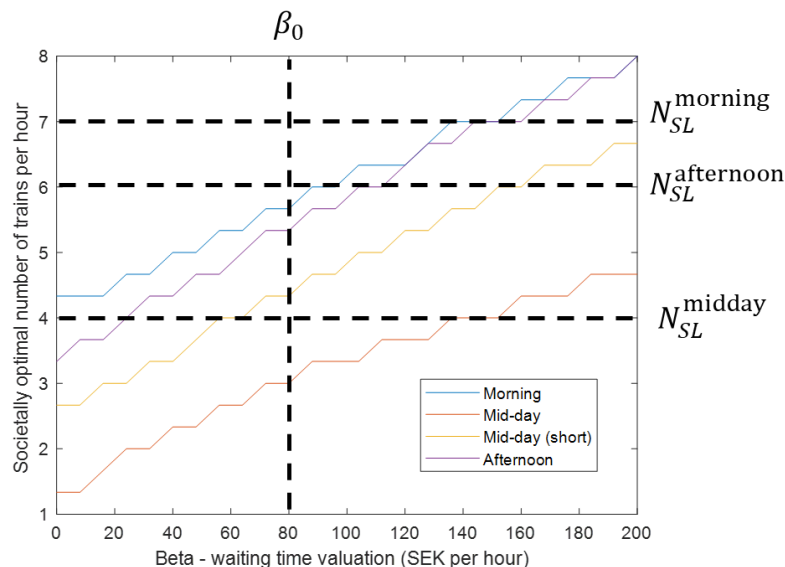 β₀
8
7
6
5
4
3
2
1
Societally optimal number of trains per hour
N_SL^morning
N_SL^afternoon
N_SL^midday
Morning
Mid-day
Mid-day (short)
Afternoon
0 20 40 60 80 100 120 140 160 180 200
Beta - waiting time valuation (SEK per hour)